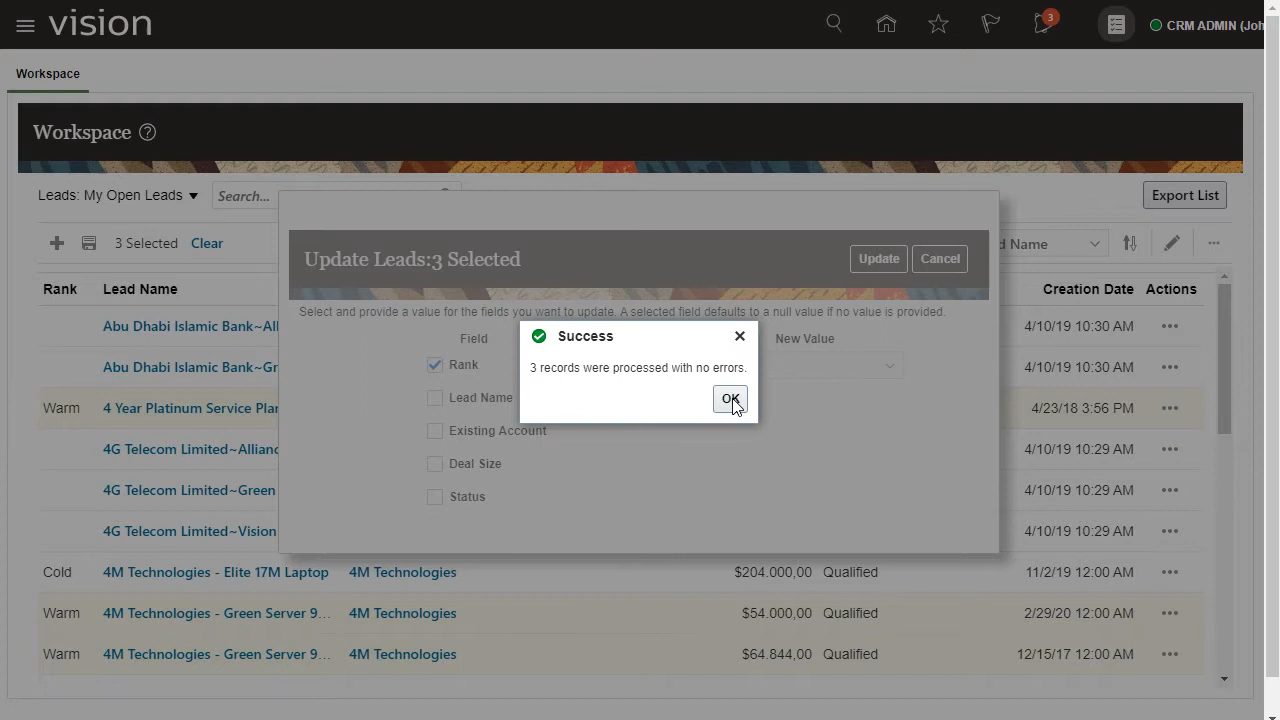 vision
3
CRM ADMIN (Joh
Workspace
Workspace
Leads: My Open Leads
Search...
Export List
3 Selected
Clear
d Name
Update Leads:3 Selected
Update
Cancel
Select and provide a value for the fields you want to update. A selected field defaults to a null value if no value is provided.
Field
New Value
Rank
Lead Name
Existing Account
Deal Size
Status
Success
3 records were processed with no errors.
OK
Rank Lead Name Creation Date Actions
Abu Dhabi Islamic Bank~All 4/10/19 10:30 AM
Abu Dhabi Islamic Bank~Gr 4/10/19 10:30 AM
Warm 4 Year Platinum Service Plan 4/23/18 3:56 PM
4G Telecom Limited~Allianc 4/10/19 10:29 AM
4G Telecom Limited~Green 4/10/19 10:29 AM
4G Telecom Limited~Vision 4/10/19 10:29 AM
Cold 4M Technologies - Elite 17M Laptop 4M Technologies $204.000,00 Qualified 11/2/19 12:00 AM
Warm 4M Technologies - Green Server 9... 4M Technologies $54.000,00 Qualified 2/29/20 12:00 AM
Warm 4M Technologies - Green Server 9... 4M Technologies $64.844,00 Qualified 12/15/17 12:00 AM